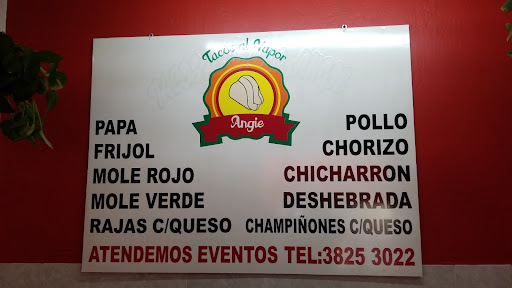 Tacos al Vapor
Angie
PAPA
FRIJOL
MOLE ROJO
MOLE VERDE
RAJAS C/QUESO
POLLO
CHORIZO
CHICHARRON
DESHEBRADA
CHAMPIÑONES C/QUESO
ATENDEMOS EVENTOS TEL:3825 3022